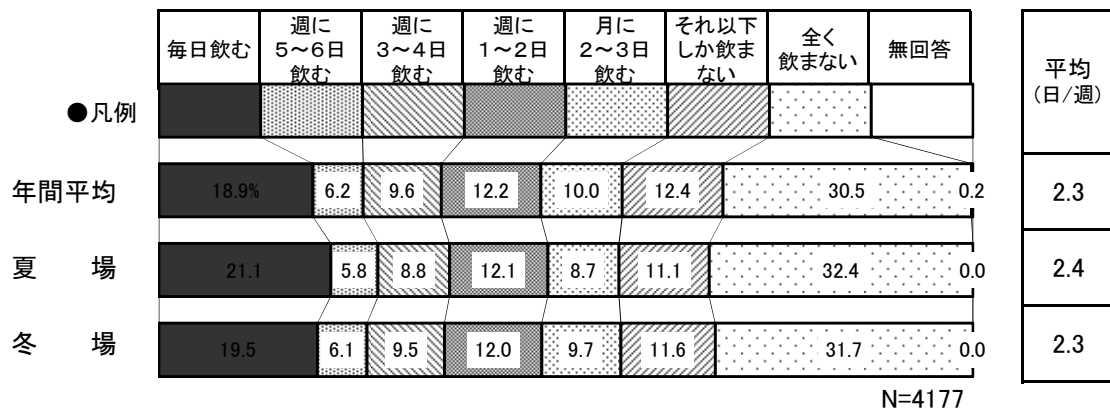 毎日飲む
週に
５～６日
飲む
週に
３～４日
飲む
週に
１～２日
飲む
月に
２～３日
飲む
それ以下
しか飲ま
ない
全く
飲まない
無回答
平均
(日/週)
●凡例
年間平均 18.9% 6.2 9.6 12.2 10.0 12.4 30.5 0.2 2.3
夏　場 21.1 5.8 8.8 12.1 8.7 11.1 32.4 0.0 2.4
冬　場 19.5 6.1 9.5 12.0 9.7 11.6 31.7 0.0 2.3
N=4177